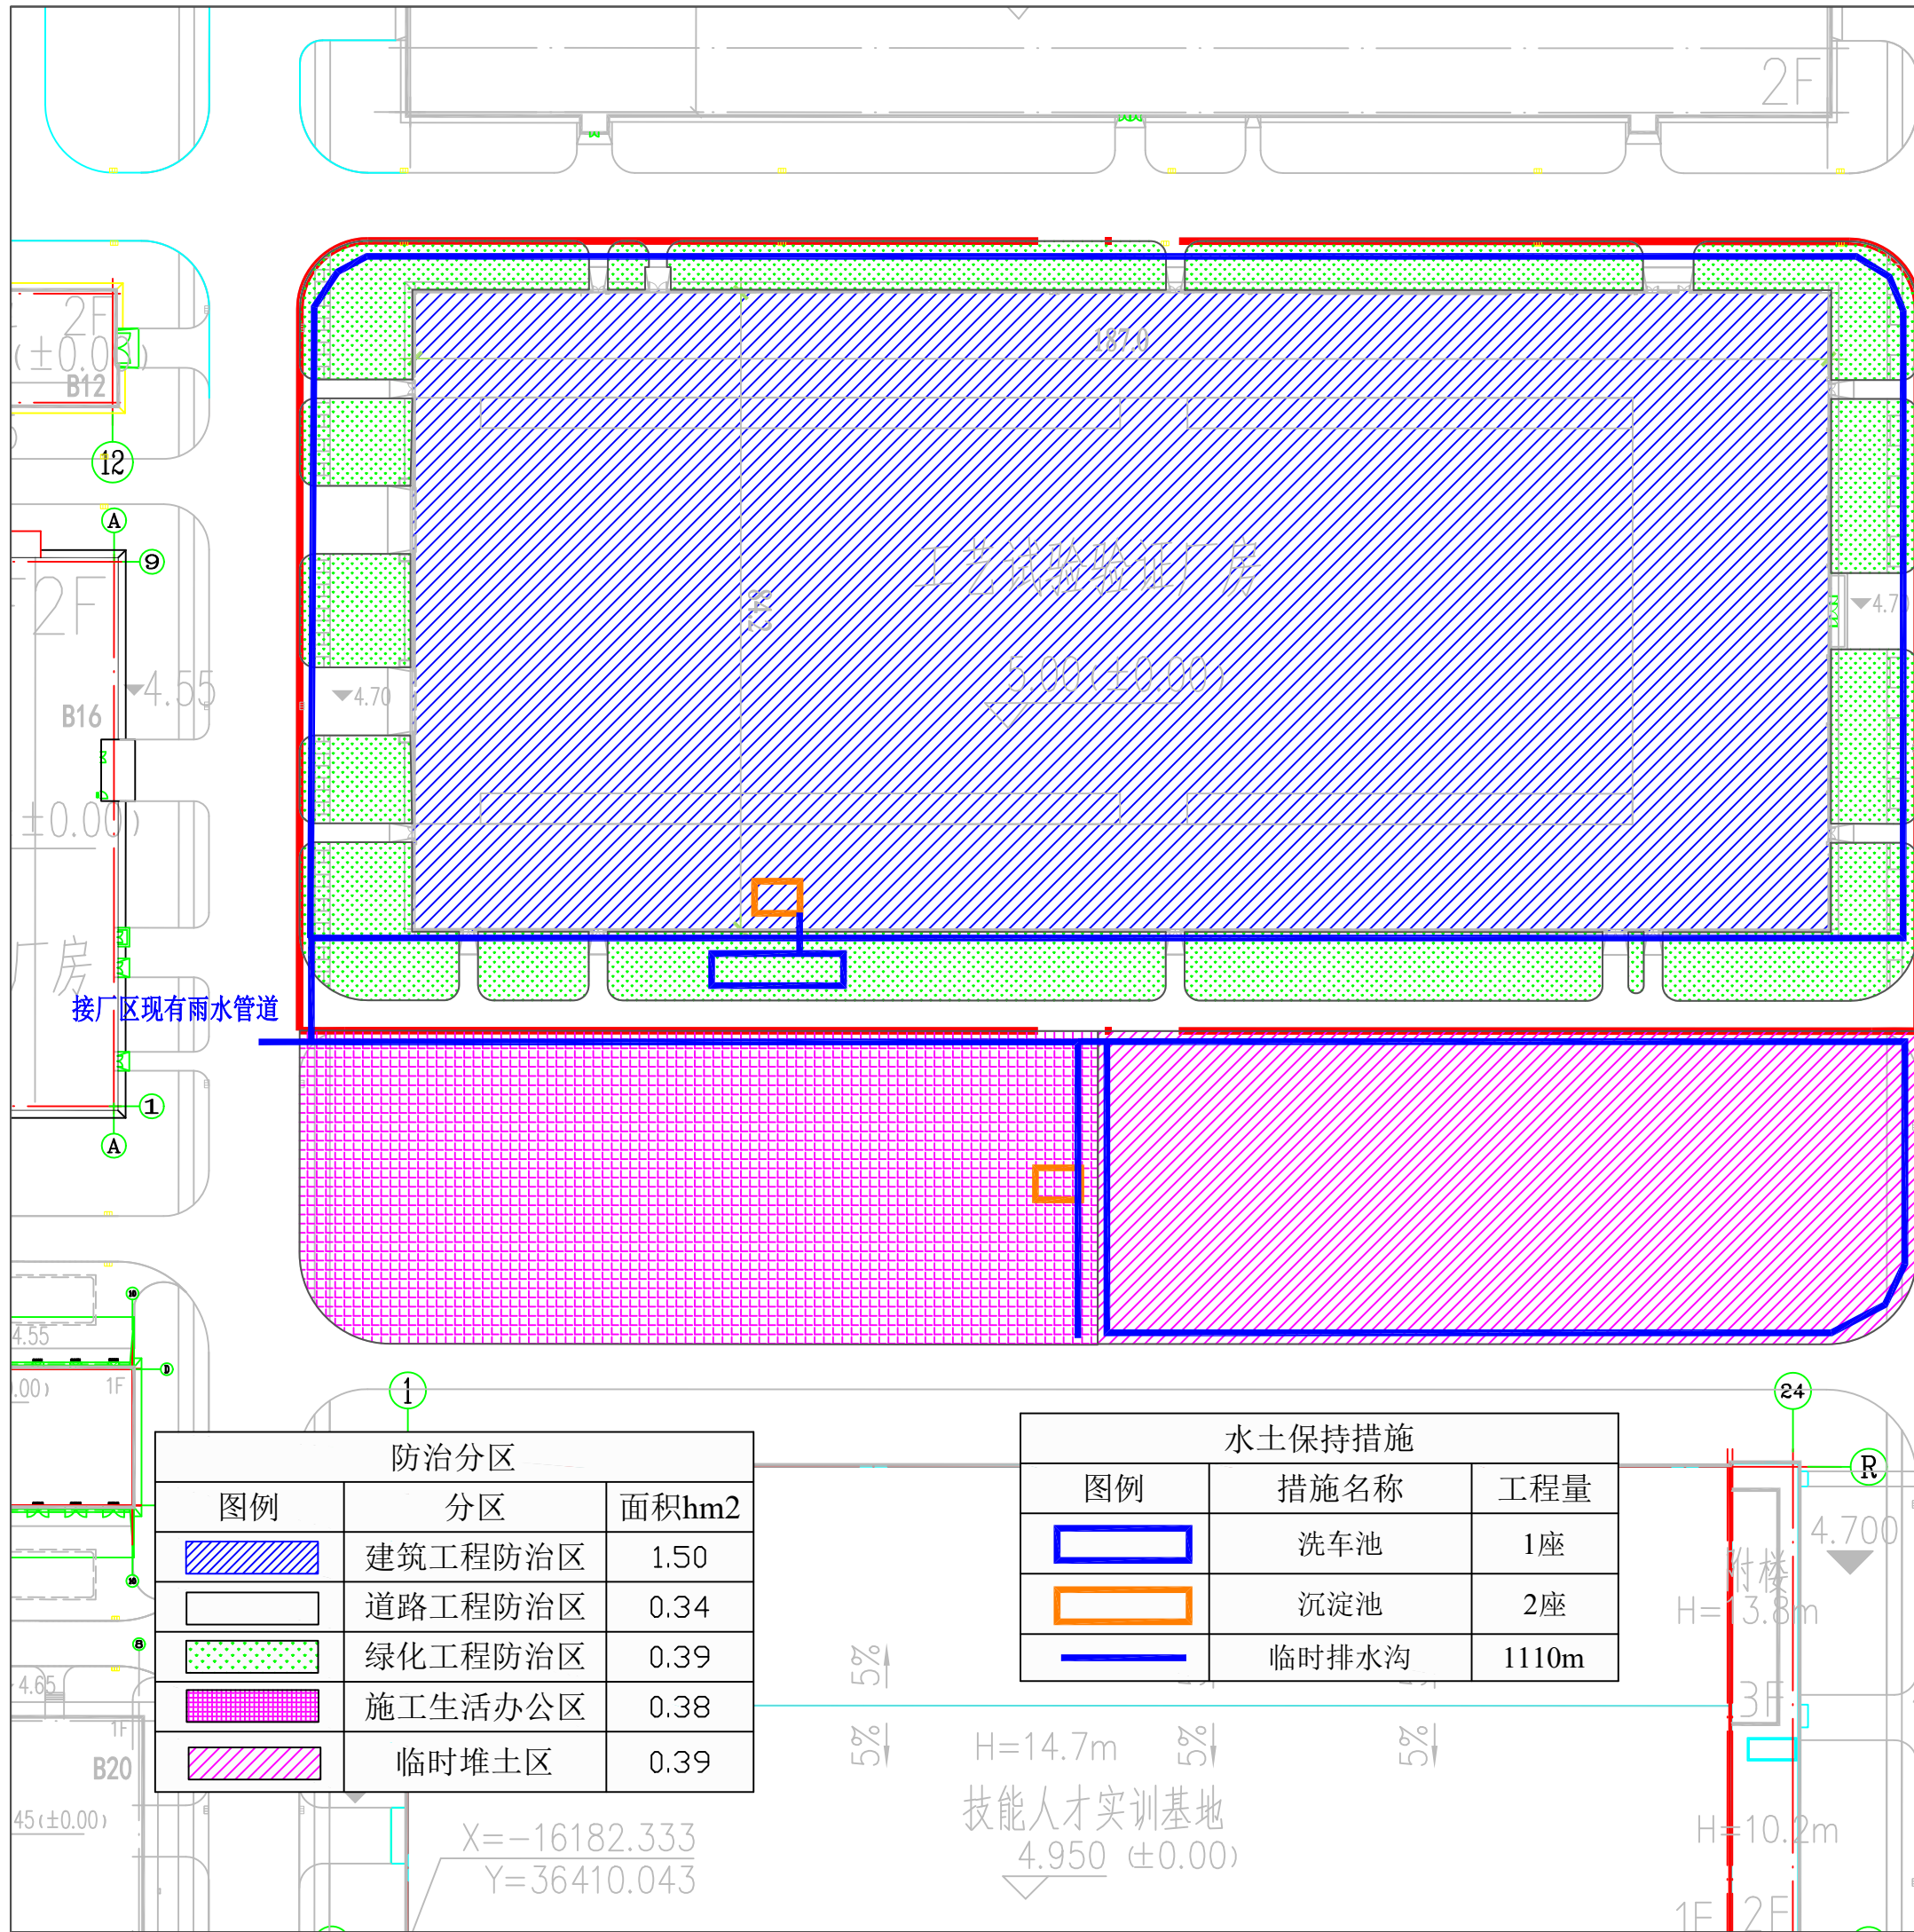 2F
2F
(±0.00)
B12
12
187.0
A
9
2F
工艺试验验证厂房
83
4.70
4.55
4.70
B16
5.00(±0.00)
±0.00)
厂房
接厂区现有雨水管道
1
A
10
4.55
D
0.00)
1F
1
24
R
防治分区
图例 分区 面积hm2
建筑工程防治区 1.50
道路工程防治区 0.34
绿化工程防治区 0.39
施工生活办公区 0.38
临时堆土区 0.39
水土保持措施
图例 措施名称 工程量
洗车池 1座
沉淀池 2座
临时排水沟 1110m
4.700
附楼
H=13.8m
3F
8
4.65
1F
B20
5%
5%
5%
5%
H=14.7m
技能人才实训基地
4.950 (±0.00)
45(±0.00)
X=-16182.333
Y=36410.043
H=10.2m
1F
2F